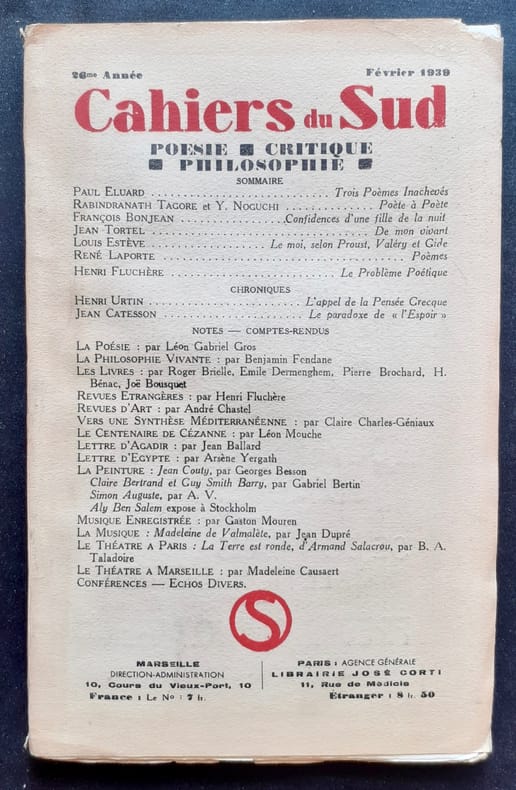 26me Année Février 1939
Cahiers du Sud
POESIE CRITIQUE
PHILOSOPHIE
SOMMAIRE
PAUL ELUARD ........................ Trois Poèmes Inachevés
RABINDRANATH TAGORE et Y. NOGUCHI ............. Poète à Poète
FRANÇOIS BONJEAN .................. Confidences d'une fille de la nuit
JEAN TORTEL ........................ De mon vivant
LOUIS ESTÈVE .................. Le moi, selon Proust, Valéry et Gide
RENÉ LAPORTE ........................ Poèmes
HENRI FLUCHÈRE ........................ Le Problème Poétique
CHRONIQUES
HENRI URTIN .................. L'appel de la Pensée Grecque
JEAN CATESSON .................. Le paradoxe de « l'Espoir »
NOTES — COMPTES-RENDUS
LA POÉSIE : par Léon Gabriel Gros
LA PHILOSOPHIE VIVANTE : par Benjamin Fendane
LES LIVRES : par Roger Brielle, Emile Dermenghem, Pierre Brochard, H.
Bénac, Joë Bousquet
REVUES ETRANGÈRES : par Henri Fluchère
REVUES D'ART : par André Chastel
VERS UNE SYNTHÈSE MÉDITERRANÉENNE : par Claire Charles-Géniaux
LE CENTENAIRE DE CÉZANNE : par Léon Mouche
LETTRE D'AGADIR : par Jean Ballard
LETTRE D'EGYPTE : par Arsène Yergath
LA PEINTURE : Jean Couty, par Georges Besson
Claire Bertrand et Guy Smith Barry, par Gabriel Bertin
Simon Auguste, par A. V.
Aly Ben Salem expose à Stockholm
MUSIQUE ENREGISTRÉE : par Gaston Mouren
LA MUSIQUE : Madeleine de Valmalète, par Jean Dupré
LE THÉATRE A PARIS : La Terre est ronde, d'Armand Salacrou, par B. A.
Taladoire
LE THÉATRE A MARSEILLE : par Madeleine Causaert
CONFÉRENCES — ECHOS DIVERS.
S
MARSEILLE
DIRECTION-ADMINISTRATION
10, Cours du Vieux-Port, 10
France : Le No : 7 fr.
PARIS : AGENCE GÉNÉRALE
LIBRAIRIE JOSÉ CORTI
11, Rue de Médicis
Étranger : 8 fr. 50